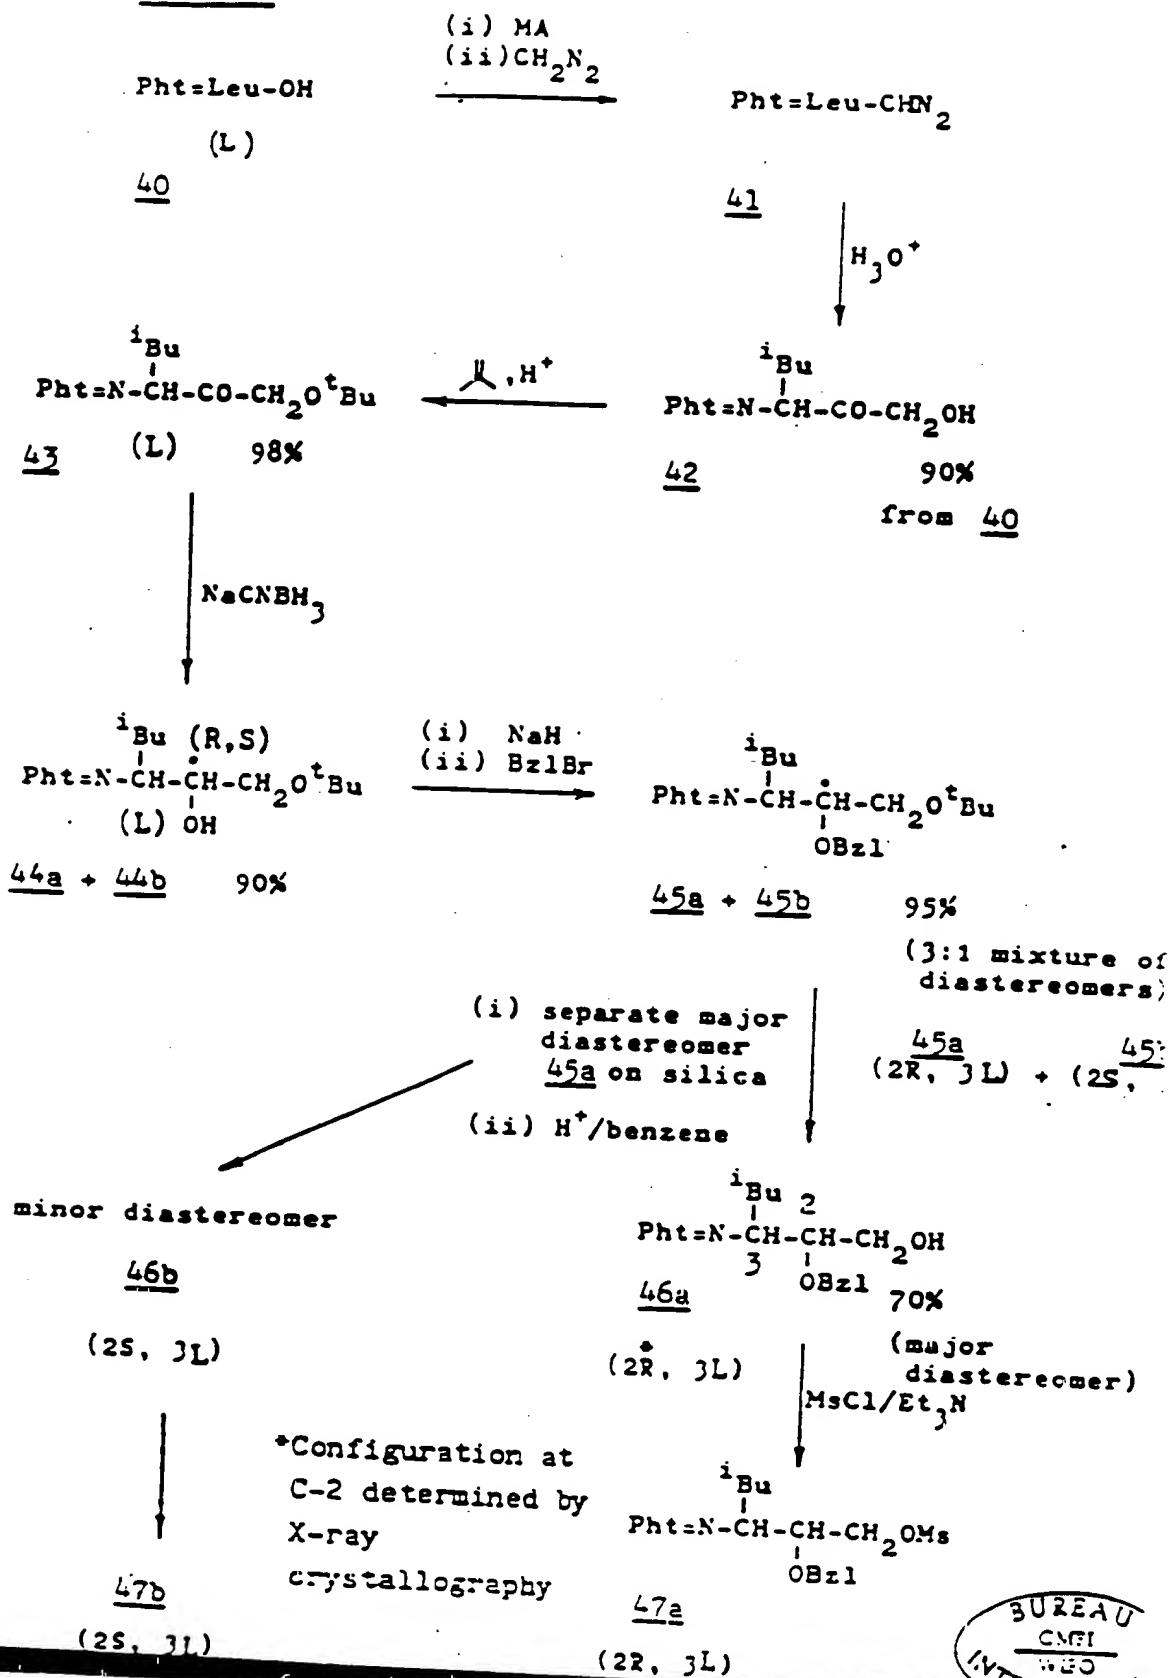 (i) MA
(ii)CH2N2
Pht=Leu-OH
(L)
40
Pht=Leu-CHN2
41
H3O+
iBu
Pht=N-CH-CO-CH2OtBu
(L) 98%
43
,H+
iBu
Pht=N-CH-CO-CH2OH
42
90%
from 40
NaCNBH3
iBu (R,S)
Pht=N-CH-CH-CH2OtBu
(L) OH
44a + 44b 90%
(i) NaH
(ii) BzlBr
iBu
Pht=N-CH-CH-CH2OtBu
OBzl
45a + 45b 95%
(3:1 mixture of
diastereomers)
45a 45
(2R, 3L) + (2S,
(i) separate major
diastereomer
45a on silica
(ii) H+/benzene
minor diastereomer
46b
(2S, 3L)
iBu 2
Pht=N-CH-CH-CH2OH
3 OBzl
46a 70%
(2R*, 3L)
(major
diastereomer)
MsCl/Et3N
*Configuration at
C-2 determined by
X-ray
crystallography
iBu
Pht=N-CH-CH-CH2OMs
OBzl
47b
(2S, 3L)
47a
(2R, 3L)
BUREAU